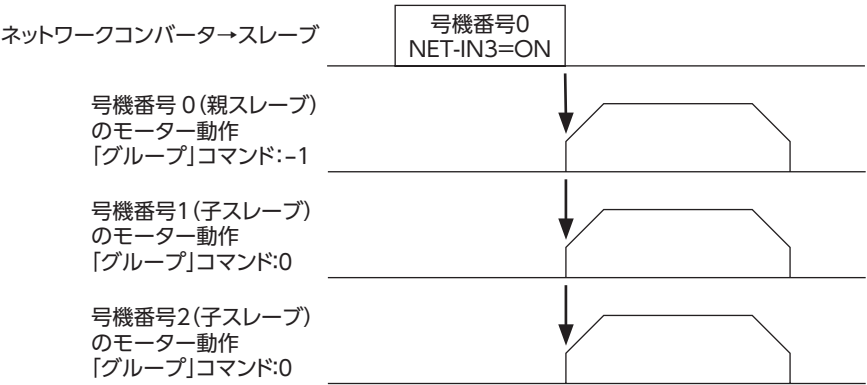 ネットワークコンバータ→スレーブ
号機番号0
NET-IN3=ON
号機番号 0(親スレーブ)
のモーター動作
「グループ」コマンド:-1
号機番号1(子スレーブ)
のモーター動作
「グループ」コマンド:0
号機番号2(子スレーブ)
のモーター動作
「グループ」コマンド:0